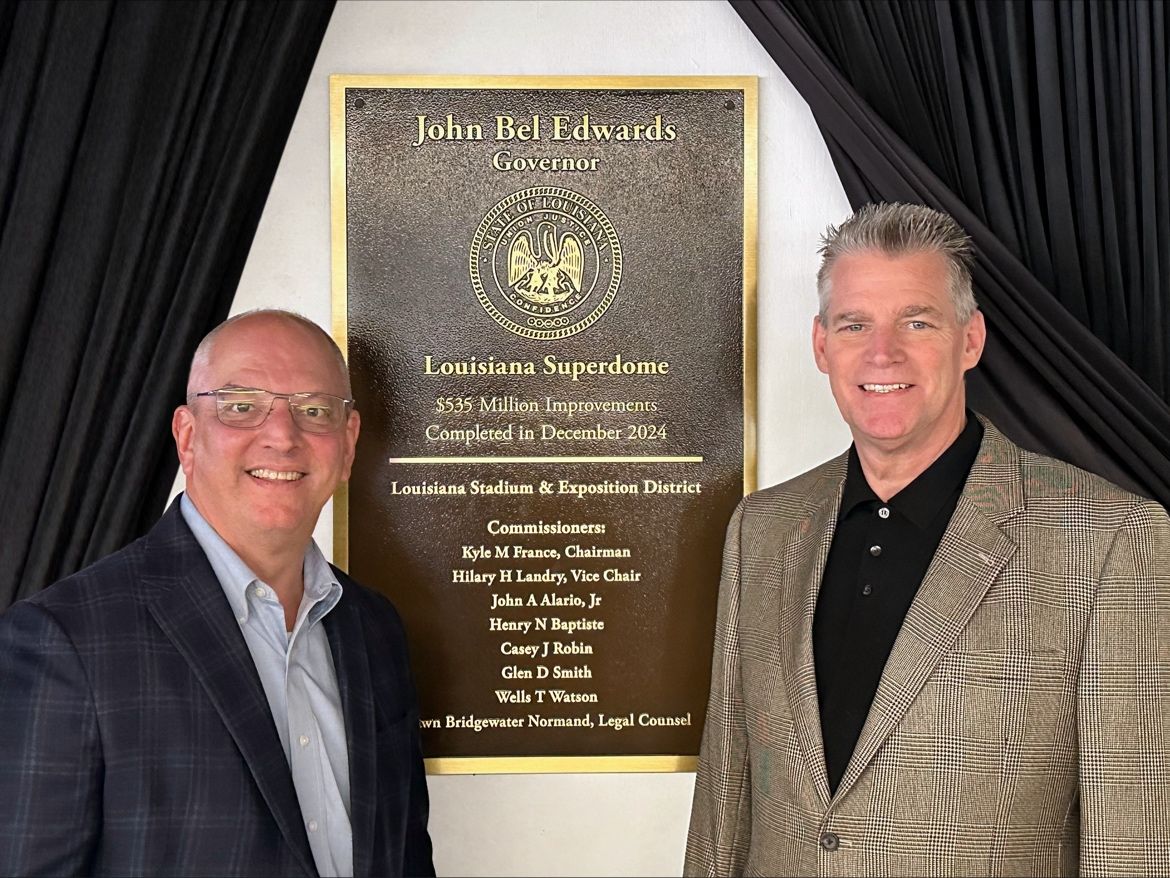 John Bel Edwards
Governor
STATE OF LOUISIANA
UNION JUSTICE
CONFIDENCE
Louisiana Superdome
$535 Million Improvements
Completed in December 2024
Louisiana Stadium & Exposition District
Commissioners:
Kyle M France, Chairman
Hilary H Landry, Vice Chair
John A Alario, Jr
Henry N Baptiste
Casey J Robin
Glen D Smith
Wells T Watson
wn Bridgewater Normand, Legal Counsel